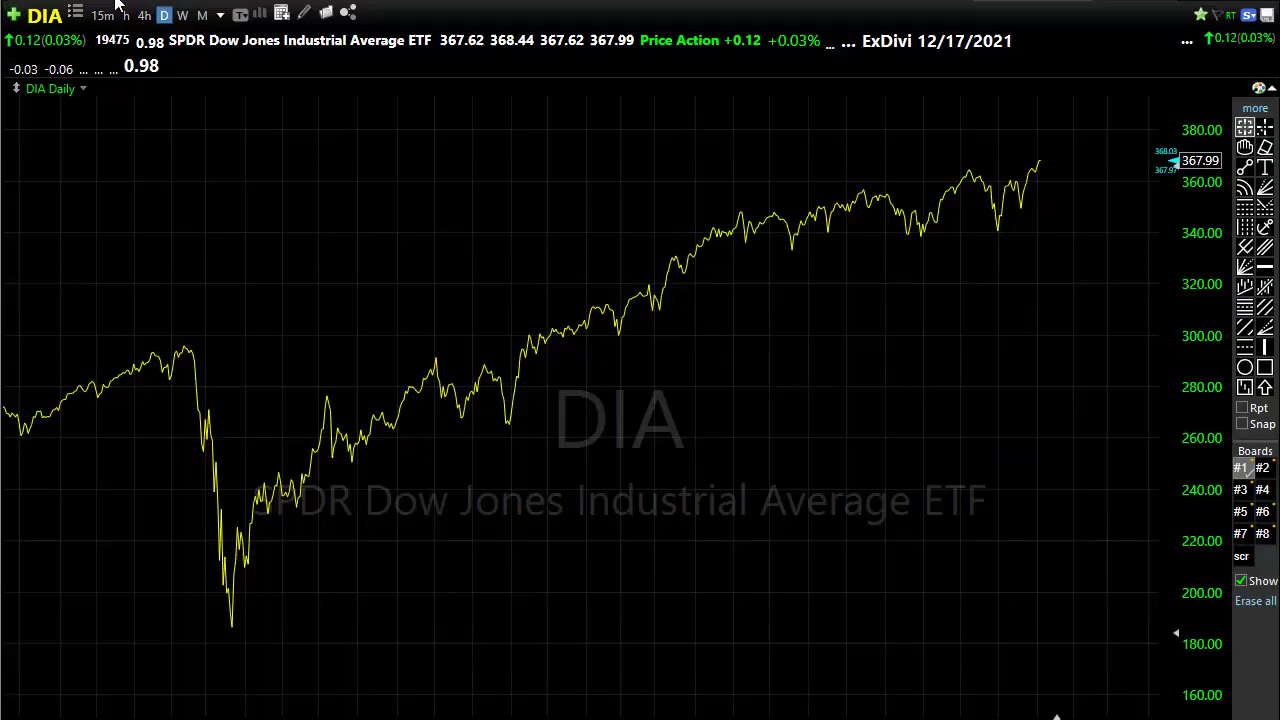 DIA 15m h 4h D W M T RT S
0.12(0.03%) 19475 0.98 SPDR Dow Jones Industrial Average ETF 367.62 368.44 367.62 367.99 Price Action +0.12 +0.03% ... ... ExDivi 12/17/2021 ... 0.12(0.03%)
-0.03 -0.06 ... ... ... 0.98
DIA Daily
more
380.00
368.03
367.99
367.97
360.00
340.00
320.00
300.00
280.00
260.00
240.00
220.00
200.00
180.00
160.00
DIA
SPDR Dow Jones Industrial Average ETF
T
Rpt
Snap
Boards
#1 #2
#3 #4
#5 #6
#7 #8
scr
Show
Erase all